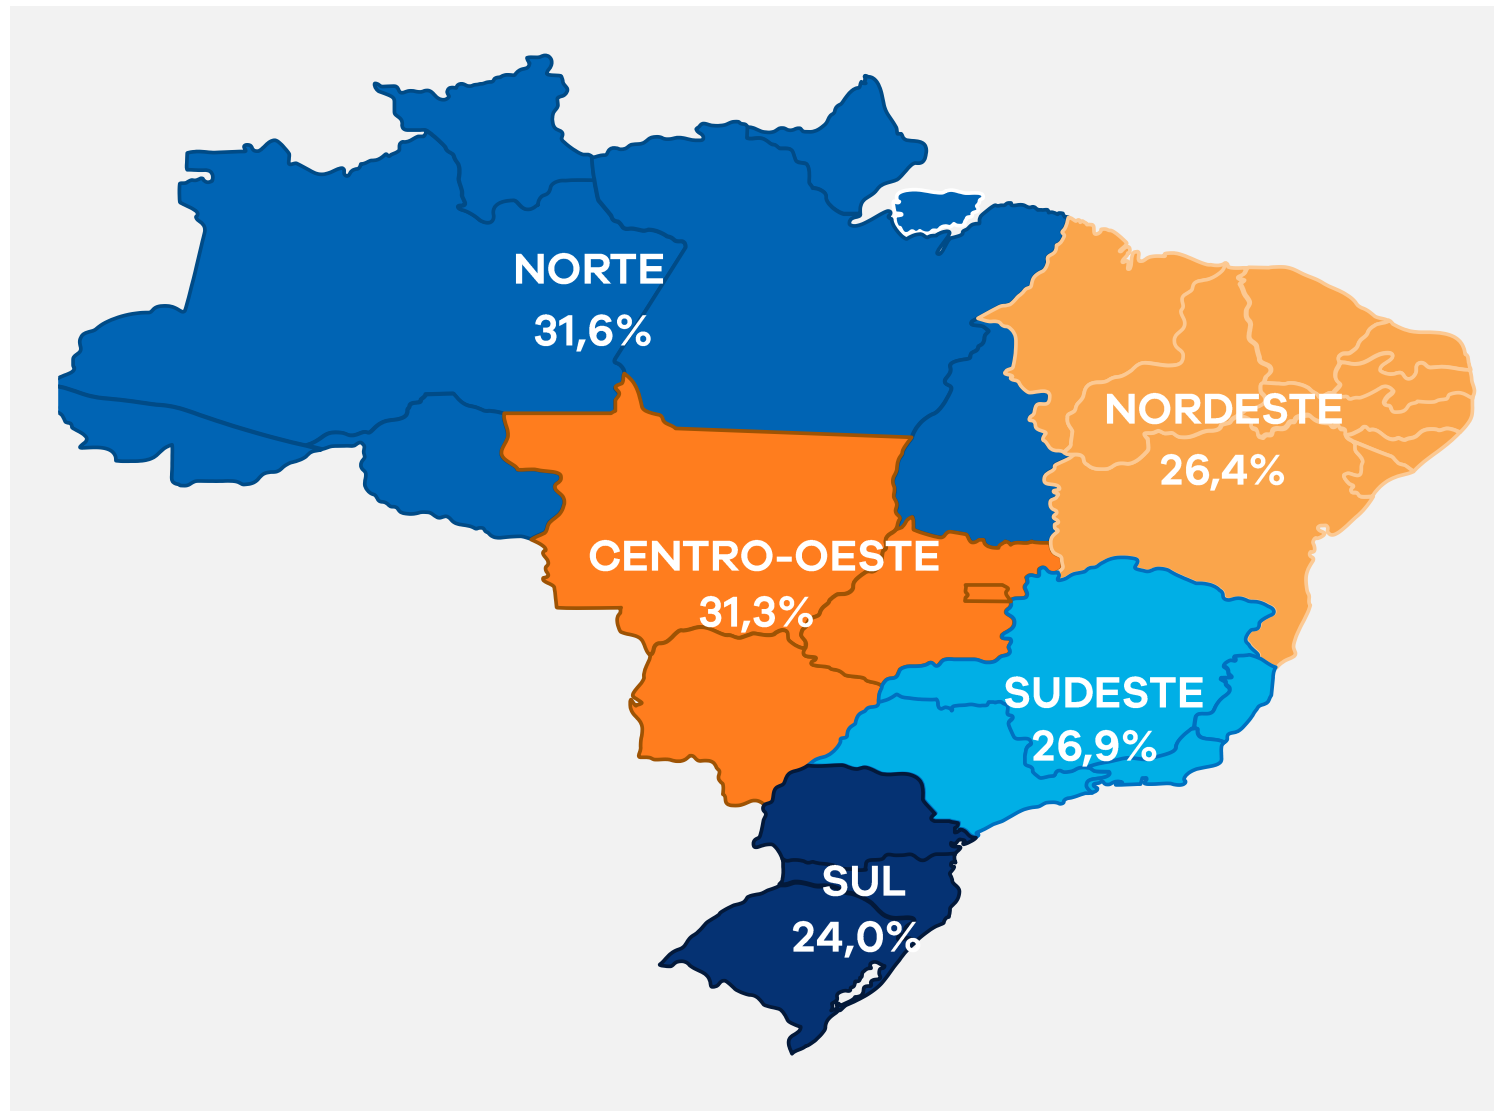 NORTE
31,6%
NORDESTE
26,4%
CENTRO-OESTE
31,3%
SUDESTE
26,9%
SUL
24,0%